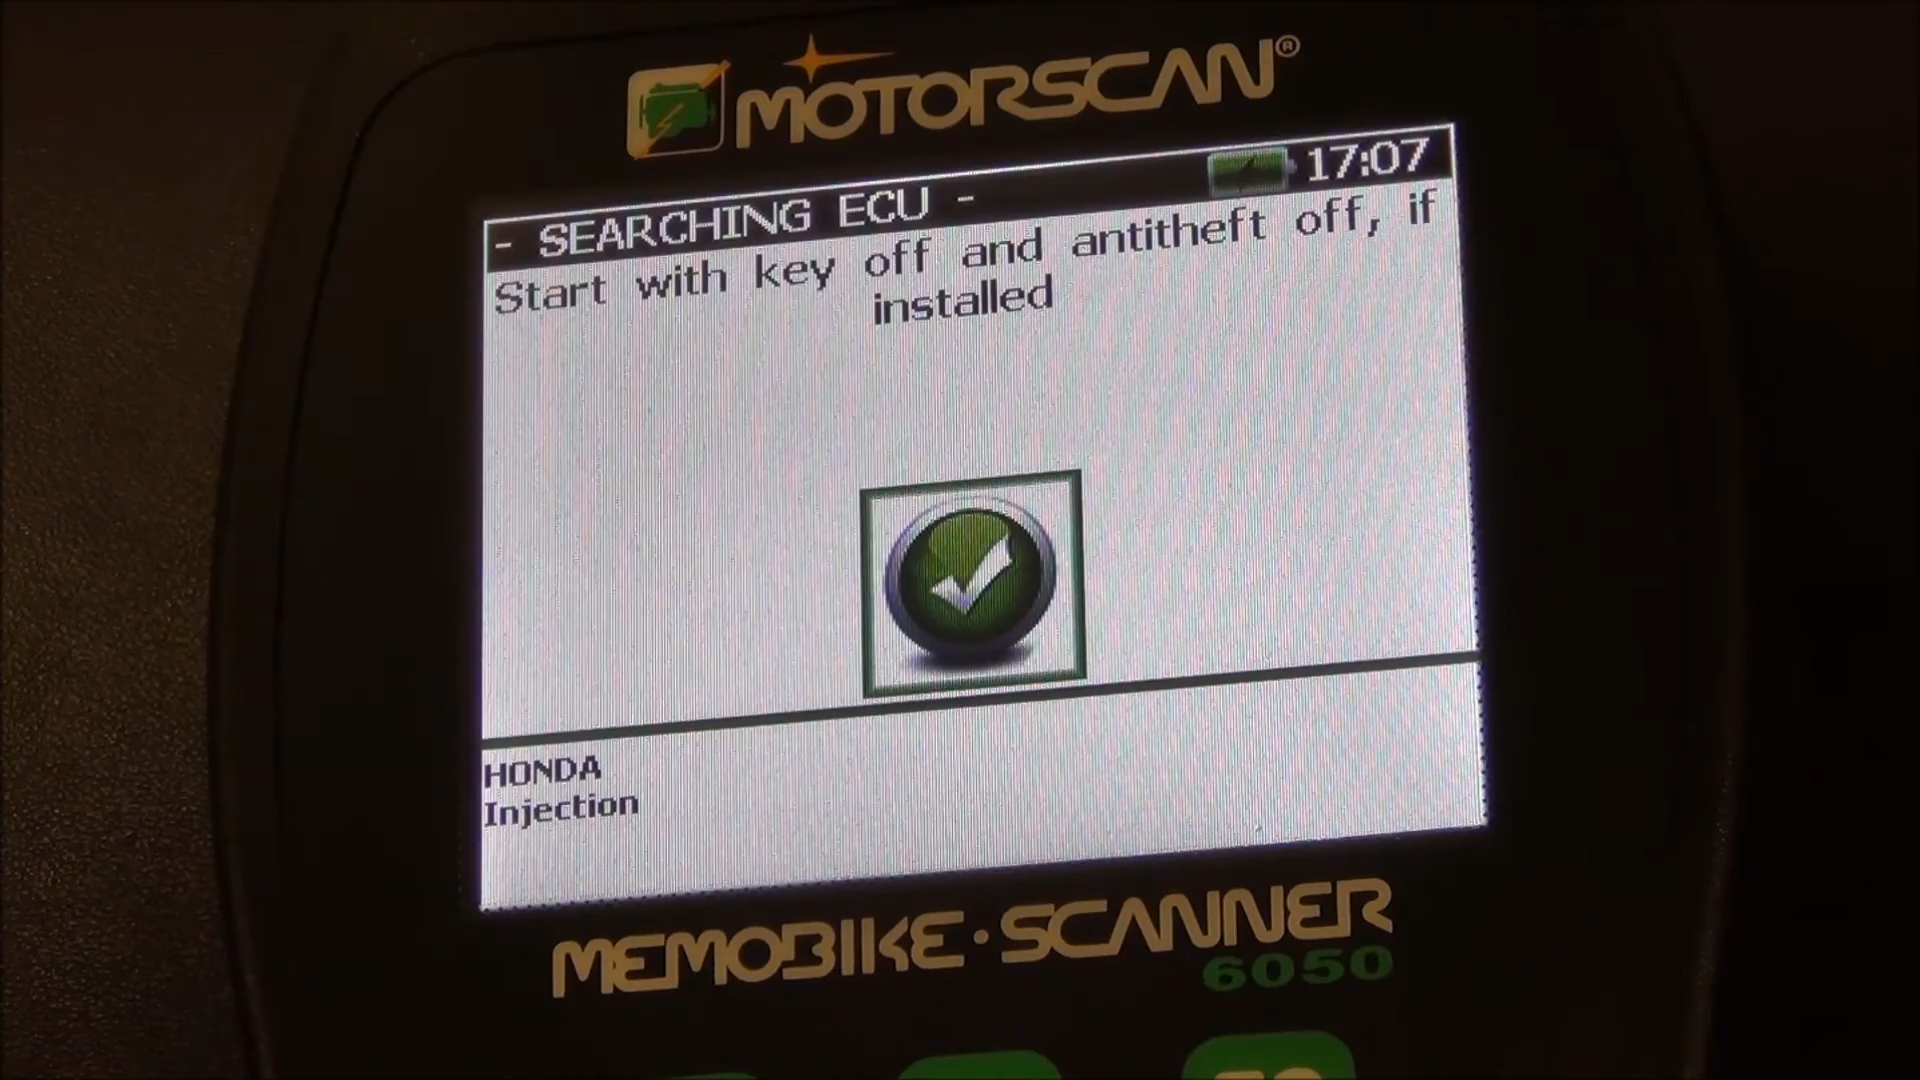 MOTORSCAN®
- SEARCHING ECU - 17:07
Start with key off and antitheft off, if
installed
HONDA
Injection
MEMOBIKE·SCANNER
6050